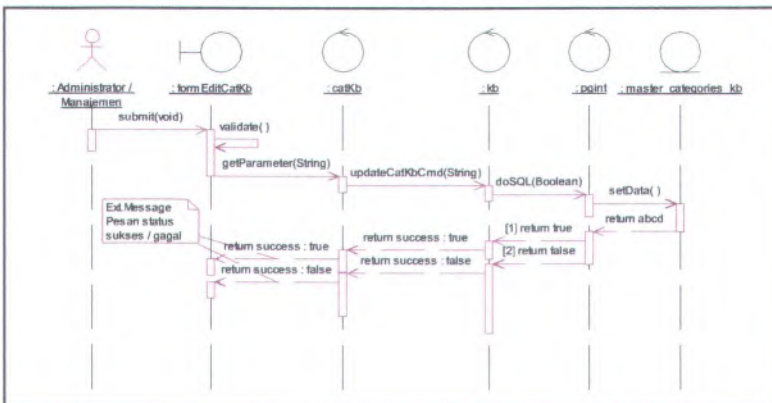 : Administrator /
Manajemen
: formEditCatKb
: catKb
: kb
: pgint
: master_categories_kb
submit(void)
validate( )
getParameter(String)
updateCatKbCmd(String)
doSQL(Boolean)
setData( )
return abcd
Ext.Message
Pesan status
sukses / gagal
[1] return true
return success : true
return success : true
[2] return false
return success : false
return success : false